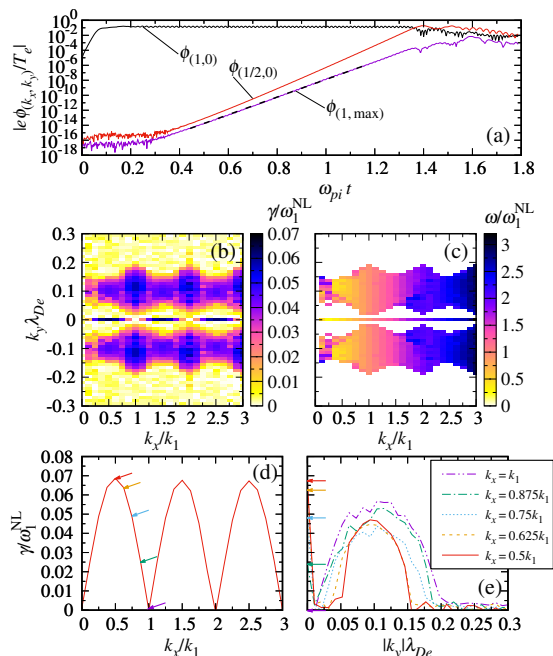 |eϕ(kx, ky)/Te|
10^2
10^0
10^-2
10^-4
10^-6
10^-8
10^-10
10^-12
10^-14
10^-16
10^-18
ϕ(1,0)
ϕ(1/2,0)
ϕ(1,max)
(a)
0 0.2 0.4 0.6 0.8 1 1.2 1.4 1.6 1.8
ωpi t
γ/ω1^NL
ω/ω1^NL
(b)
(c)
kyλDe
0.3
0.2
0.1
0
-0.1
-0.2
-0.3
0.07
0.06
0.05
0.04
0.03
0.02
0.01
0
3
2.5
2
1.5
1
0.5
0
0 0.5 1 1.5 2 2.5 3
0 0.5 1 1.5 2 2.5 3
kx/k1
kx/k1
(d)
γ/ω1^NL
0.08
0.07
0.06
0.05
0.04
0.03
0.02
0.01
0
0 0.5 1 1.5 2 2.5 3
kx/k1
kx = k1
kx = 0.875k1
kx = 0.75k1
kx = 0.625k1
kx = 0.5k1
(e)
0 0.05 0.1 0.15 0.2 0.25 0.3
|ky|λDe